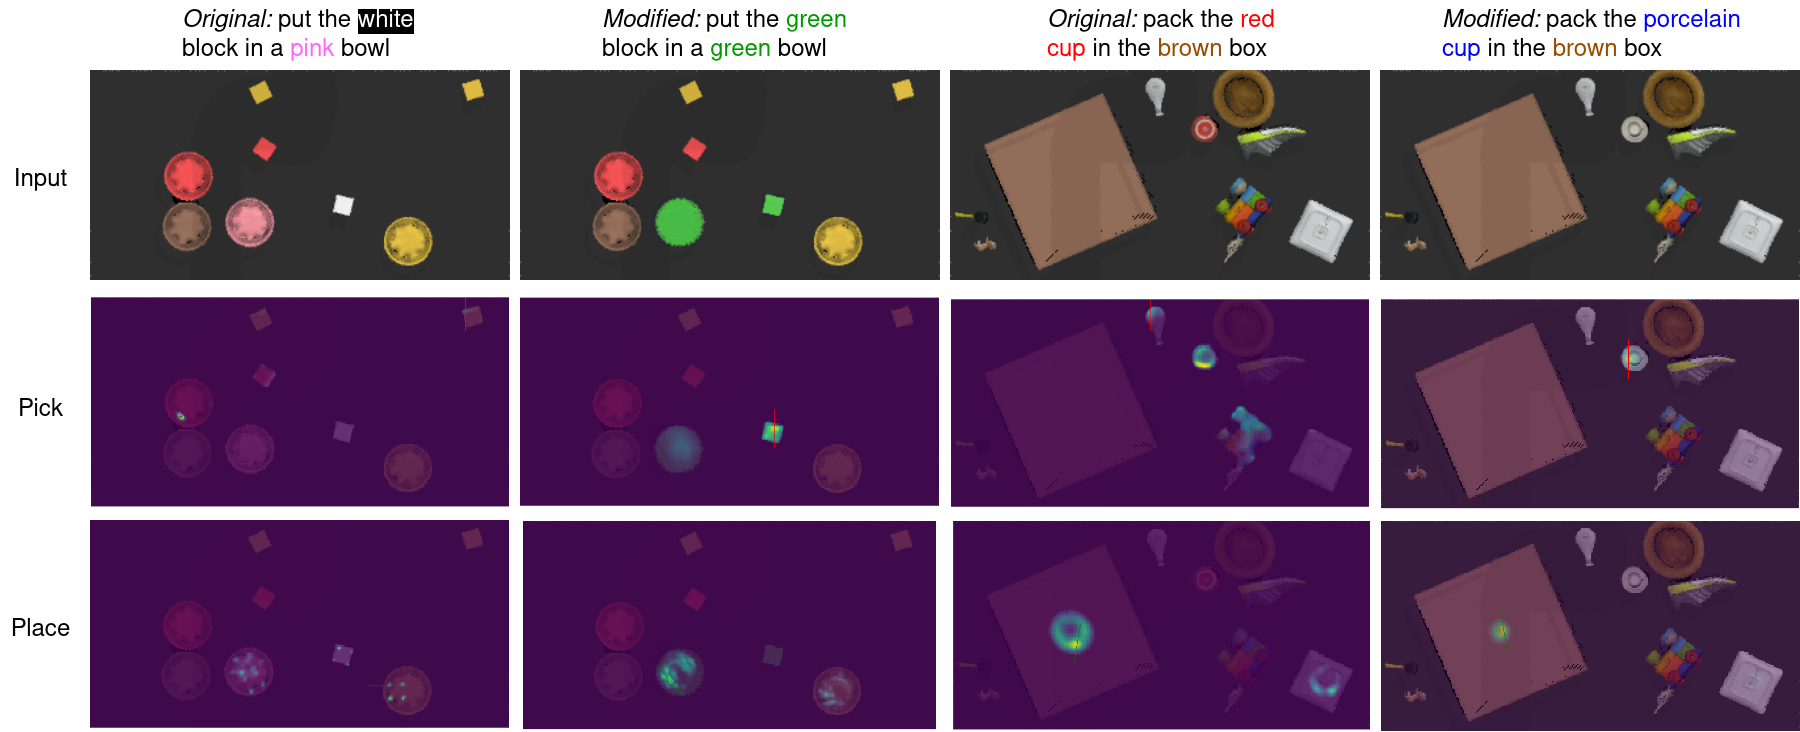 Original: put the white
block in a pink bowl
Modified: put the green
block in a green bowl
Original: pack the red
cup in the brown box
Modified: pack the porcelain
cup in the brown box
Input
Pick
Place